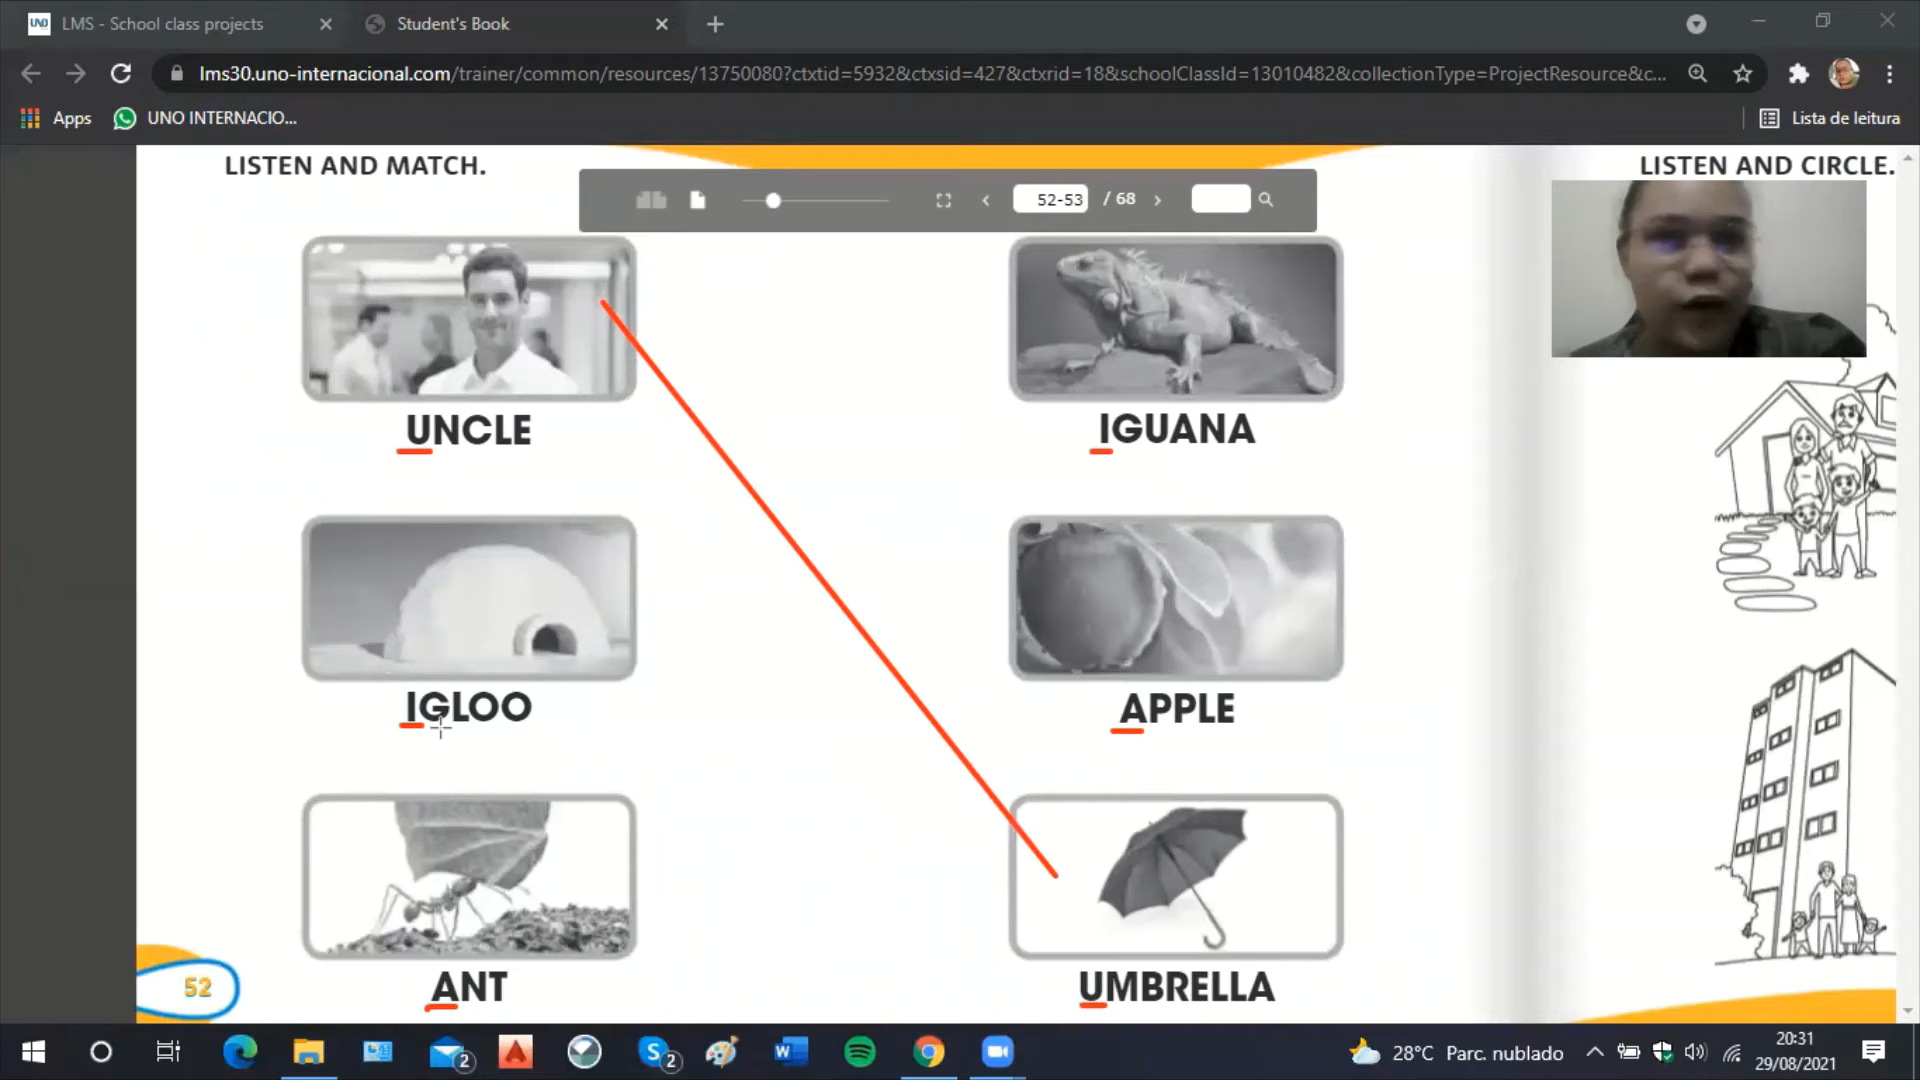 LMS - School class projects
Student's Book
lms30.uno-internacional.com/trainer/common/resources/13750080?ctxtid=5932&ctxsid=427&ctxrid=18&schoolClassId=13010482&collectionType=ProjectResource&c...
Apps
UNO INTERNACIO...
Lista de leitura
LISTEN AND MATCH.
LISTEN AND CIRCLE.
52-53 / 68
UNCLE
IGUANA
IGLOO
APPLE
ANT
UMBRELLA
52
2
2
28°C Parc. nublado
20:31
29/08/2021